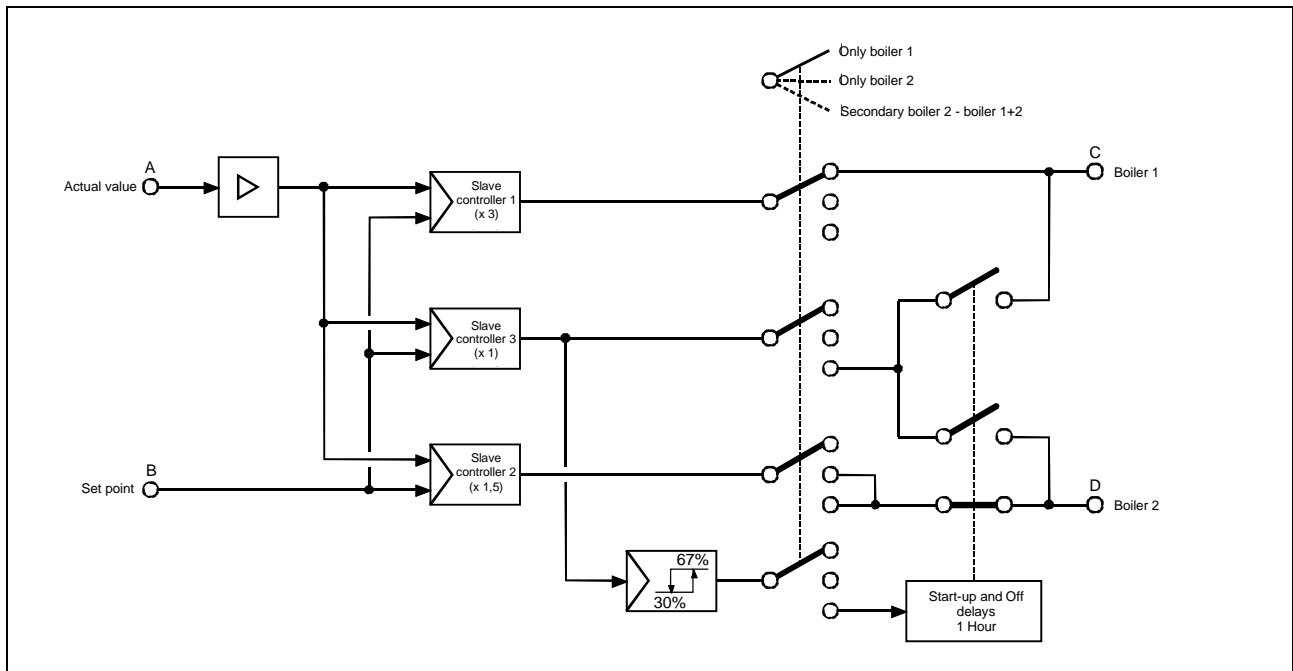 Only boiler 1
Only boiler 2
Secondary boiler 2 - boiler 1+2
A
Actual value
Slave
controller 1
(x 3)
C
Boiler 1
Slave
controller 3
(x 1)
B
Set point
Slave
controller 2
(x 1,5)
D
Boiler 2
67%
30%
Start-up and Off
delays
1 Hour